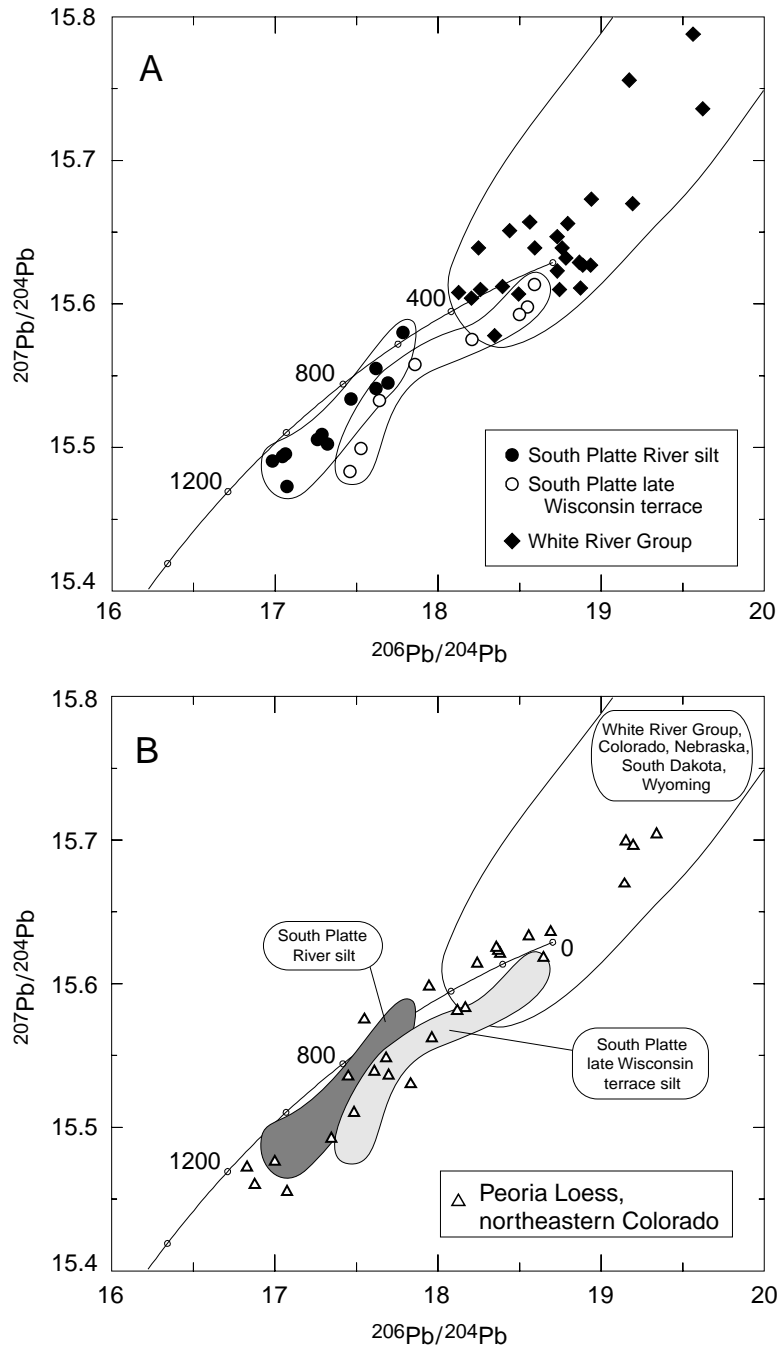 15.8
A
15.7
207Pb/204Pb
15.6
400
800
15.5
1200
South Platte River silt
South Platte late
Wisconsin terrace
White River Group
15.4
16
17
18
19
20
206Pb/204Pb
15.8
B
White River Group,
Colorado, Nebraska,
South Dakota,
Wyoming
15.7
South Platte
River silt
0
207Pb/204Pb
15.6
800
South Platte
late Wisconsin
terrace silt
15.5
1200
Peoria Loess,
northeastern Colorado
15.4
16
17
18
19
20
206Pb/204Pb